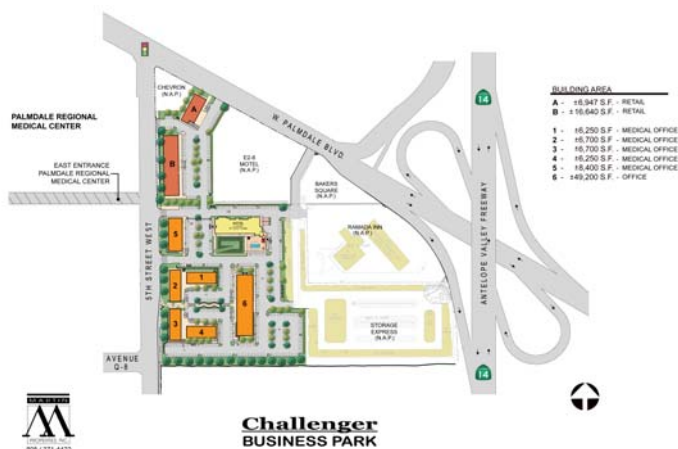 CHEVRON
(N.A.P.)
A
W. PALMDALE BLVD.
14
PALMDALE REGIONAL
MEDICAL CENTER
BUILDING AREA
A - ±6,947 S.F. - RETAIL
B - ±16,640 S.F. - RETAIL
1 - ±6,250 S.F. - MEDICAL OFFICE
2 - ±6,700 S.F. - MEDICAL OFFICE
3 - ±6,700 S.F. - MEDICAL OFFICE
4 - ±6,250 S.F. - MEDICAL OFFICE
5 - ±8,400 S.F. - MEDICAL OFFICE
6 - ±49,200 S.F. - OFFICE
B
EAST ENTRANCE
PALMDALE REGIONAL
MEDICAL CENTER
E2-8
MOTEL
(N.A.P.)
BAKERS
SQUARE
(N.A.P.)
5TH STREET WEST
5
RAMADA INN
(N.A.P.)
ANTELOPE VALLEY FREEWAY
1
2
6
3
4
STORAGE
EXPRESS
(N.A.P.)
AVENUE
Q-8
14
MARTIN
Challenger
BUSINESS PARK